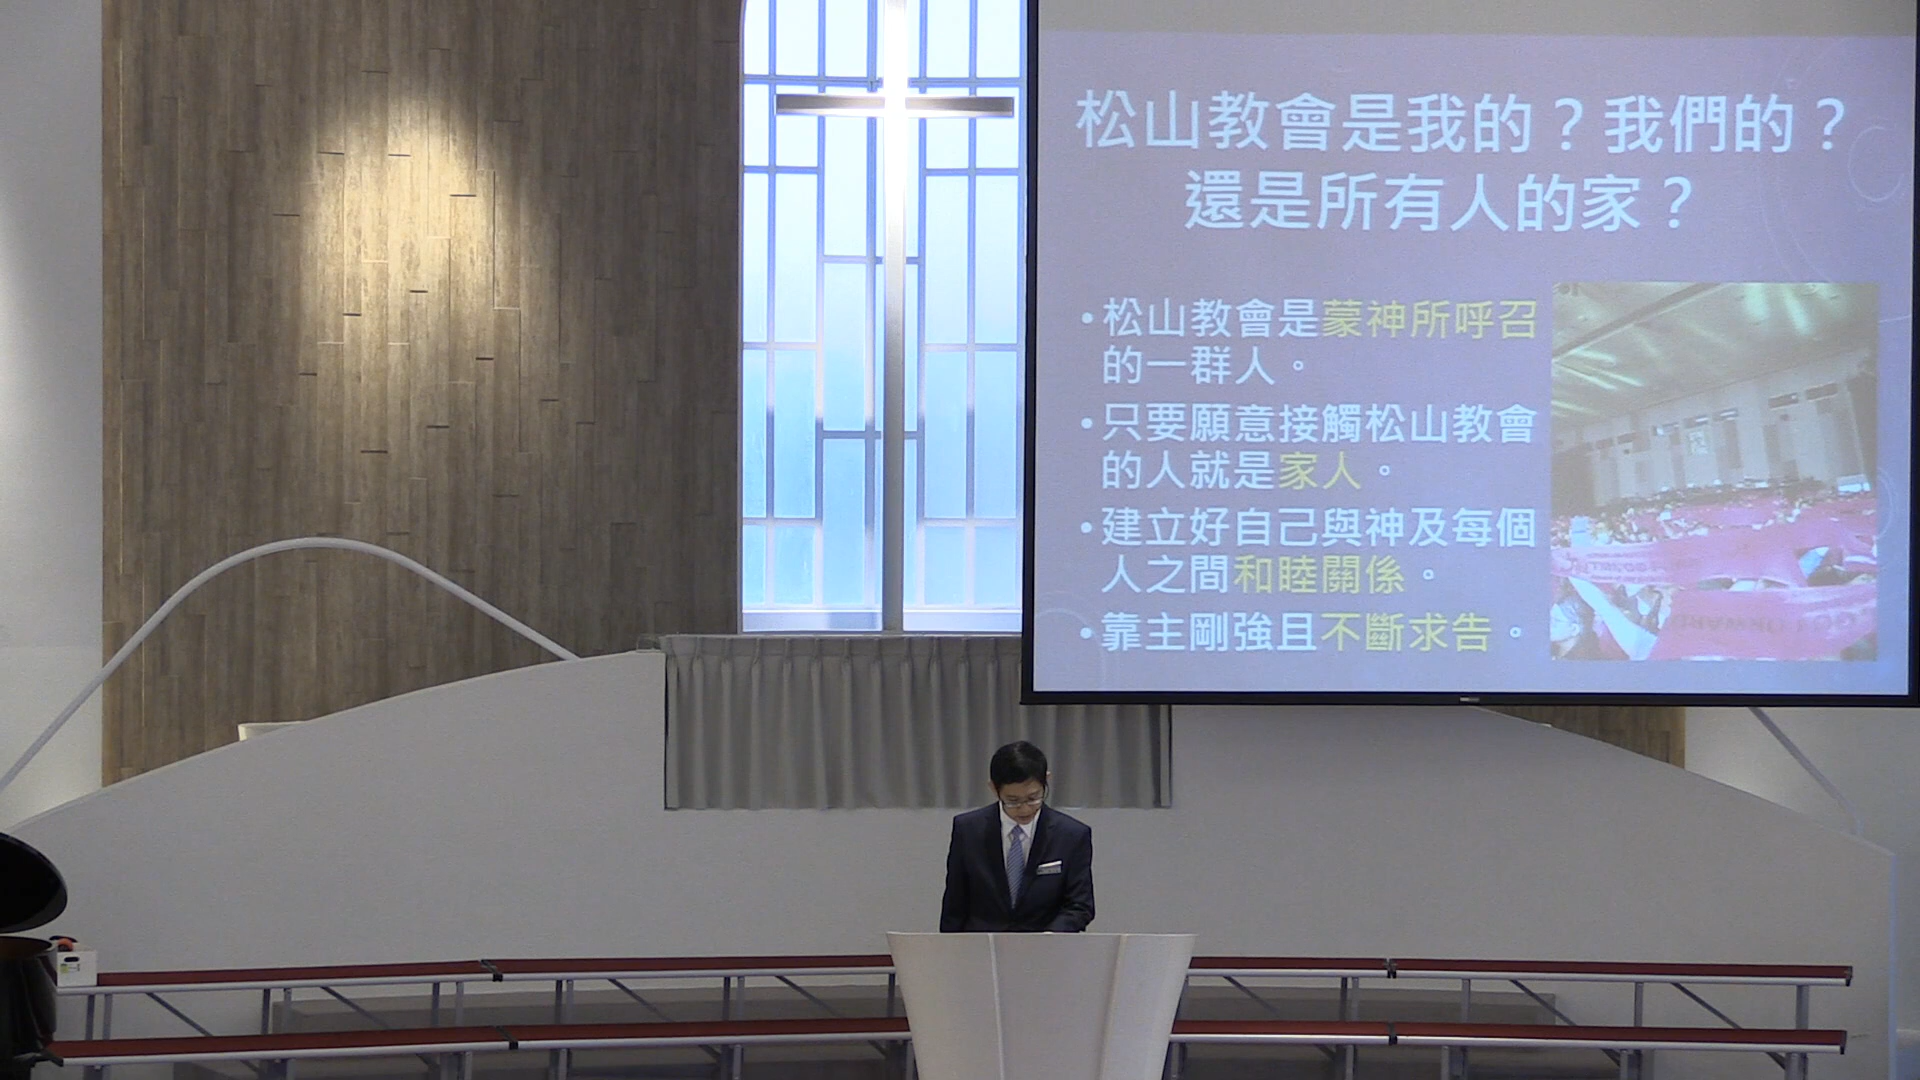 松山教會是我的？我們的？
還是所有人的家？
•松山教會是蒙神所呼召
的一群人。
•只要願意接觸松山教會
的人就是家人。
•建立好自己與神及每個
人之間和睦關係。
•靠主剛強且不斷求告。